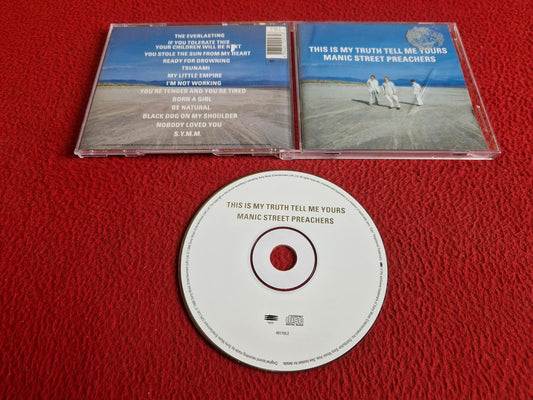 THE EVERLASTING
IF YOU TOLERATE THIS
YOUR CHILDREN WILL BE NEXT
YOU STOLE THE SUN FROM MY HEART
READY FOR DROWNING
TSUNAMI
MY LITTLE EMPIRE
I'M NOT WORKING
YOU'RE TENDER AND YOU'RE TIRED
BORN A GIRL
BE NATURAL
BLACK DOG ON MY SHOULDER
NOBODY LOVED YOU
S.Y.M.M.
THIS IS MY TRUTH TELL ME YOURS
MANIC STREET PREACHERS
THIS IS MY TRUTH TELL ME YOURS
MANIC STREET PREACHERS